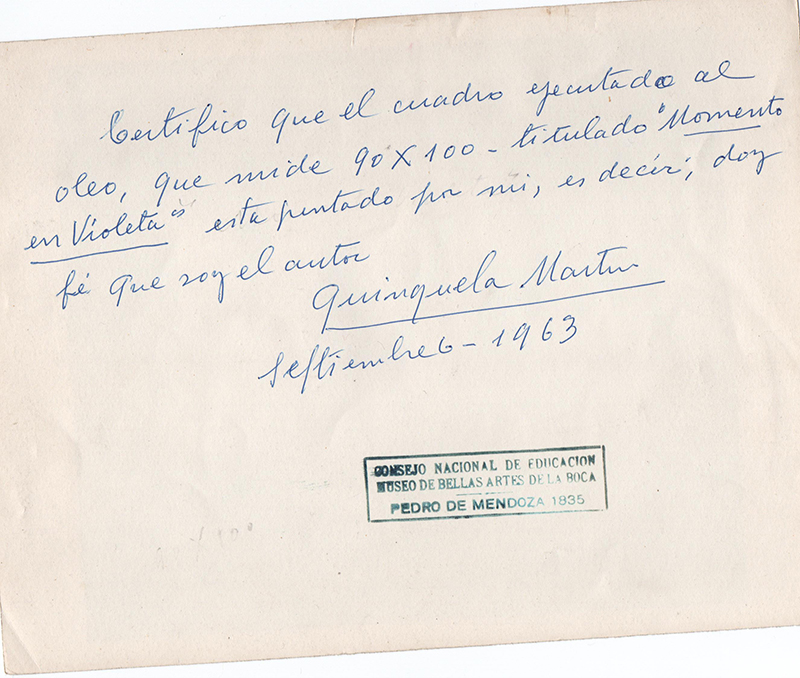 Certifico que el cuadro ejecutado al
oleo, que mide 90 X 100 - titulado "Momento
en Violeta" esta pintado por mi, es decir, doy
fé que soy el autor
Quinquela Martin
Septiembre 6 - 1963
CONSEJO NACIONAL DE EDUCACION
MUSEO DE BELLAS ARTES DE LA BOCA
PEDRO DE MENDOZA 1835